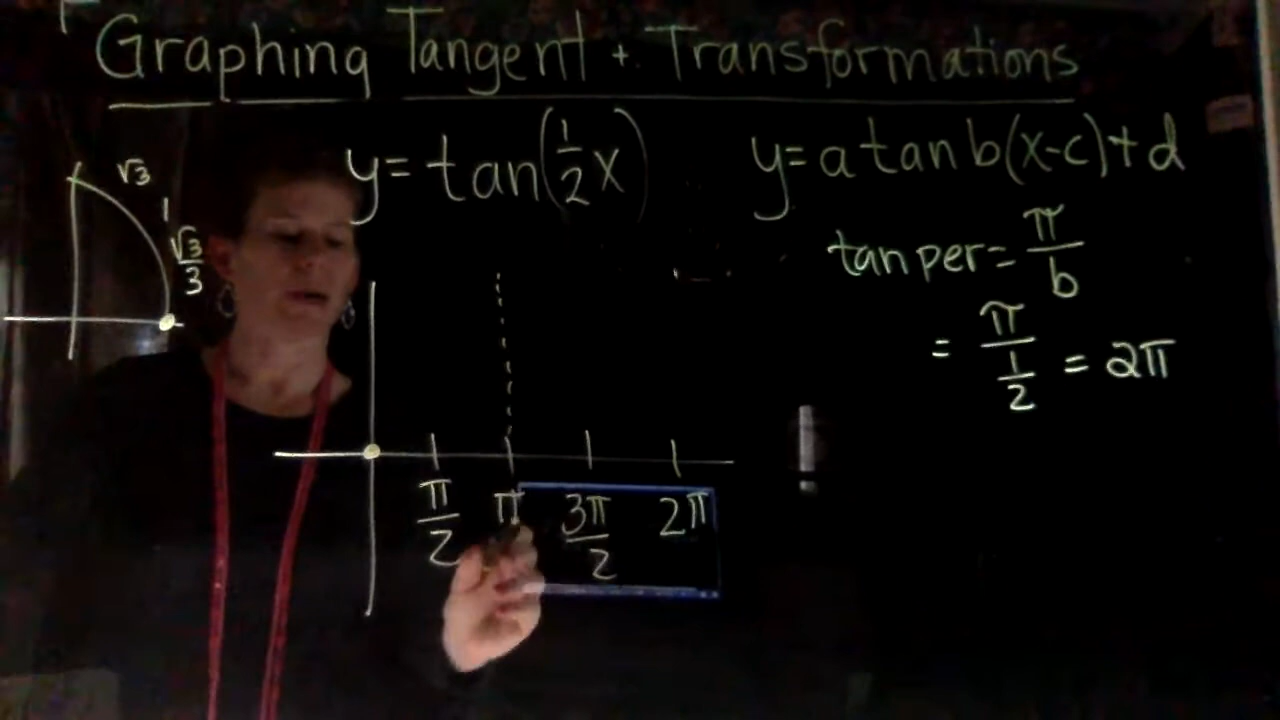 Graphing Tangent + Transformations
y = tan(1/2 x)
y = a tan b(x-c)+d
√3
1
√3/3
tan per = π/b
= π/(1/2) = 2π
π/2 π 3π/2 2π